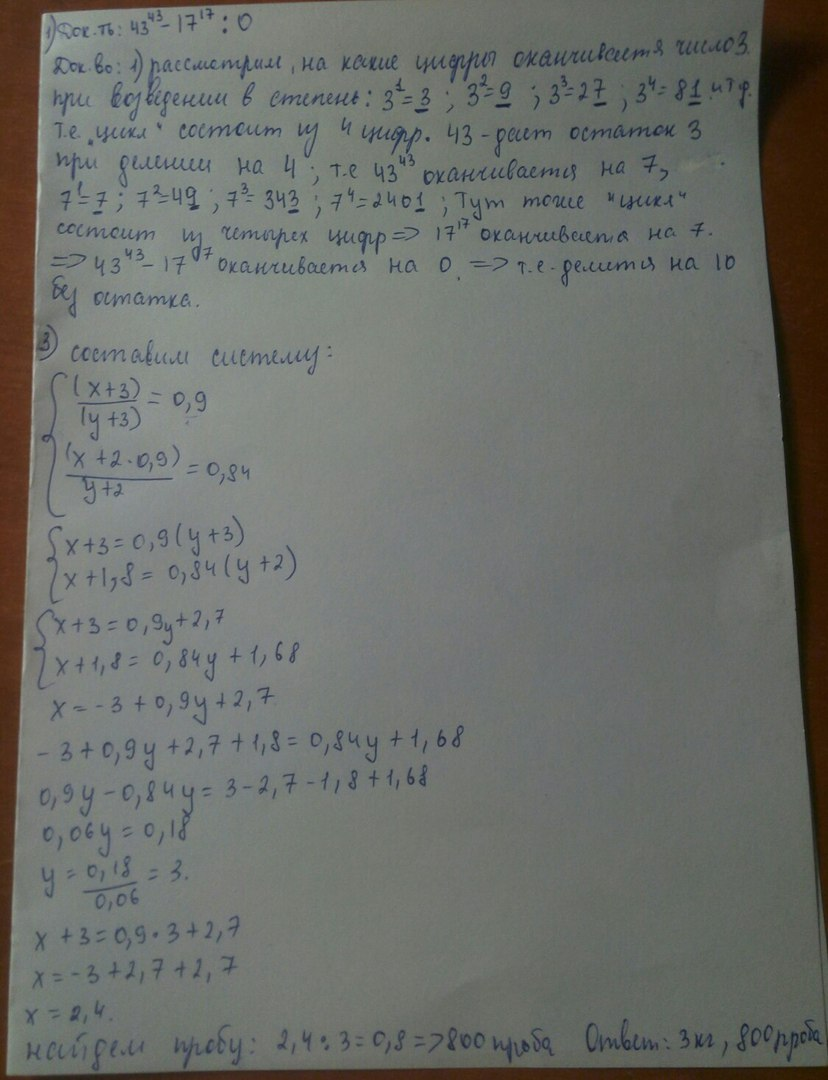 1) Док.ть: 43^43 - 17^17 : 0
Док.во: 1) рассмотрим, на какие цифры оканчивается число 3
при возведении в степень: 3^1=3 ; 3^2=9 ; 3^3=27 ; 3^4=81 и т д.
т.е „цикл" состоит из 4 цифр. 43 - дает остаток 3
при делении на 4 ; т.е 43^43 оканчивается на 7,
7^1=7 ; 7^2=49 ; 7^3=343 ; 7^4=2401 ; Тут тоже "цикл"
состоит из четырех цифр => 17^17 оканчивается на 7.
=> 43^43 - 17^17 оканчивается на 0. => т.е. делится на 10
без остатка.
3) составим систему:
(x+3)/(y+3) = 0,9
(x+2·0,9)/y+2 = 0,84
x+3=0,9(y+3)
x+1,8=0,84(y+2)
x+3=0,9y+2,7
x+1,8=0,84y+1,68
x=-3+0,9y+2,7
-3+0,9y+2,7+1,8=0,84y+1,68
0,9y-0,84y=3-2,7-1,8+1,68
0,06y=0,18
y=0,18/0,06=3.
x+3=0,9·3+2,7
x=-3+2,7+2,7
x=2,4.
найдем пробу: 2,4:3=0,8=>800 проба Ответ: 3кг, 800 проба